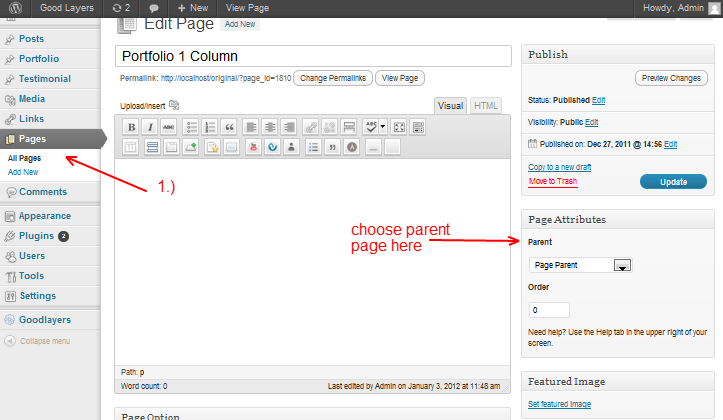 Good Layers
2
+ New
View Page
Howdy, Admin
Posts
Portfolio
Testimonial
Media
Links
Pages
All Pages
Add New
Comments
Appearance
Plugins 2
Users
Tools
Settings
Goodlayers
Collapse menu
1.)
Edit Page
Add New
Portfolio 1 Column
Permalink: http://localhost/original/?page_id=1810
Change Permalinks
View Page
Upload/Insert
Visual
HTML
B I ABC
ABC
choose parent
page here
Path: p
Word count: 0
Last edited by Admin on January 3, 2012 at 11:48 am
Page Option
Publish
Preview Changes
Status: Published Edit
Visibility: Public Edit
Published on: Dec 27, 2011 @ 14:56 Edit
Copy to a new draft
Move to Trash
Update
Page Attributes
Parent
Page Parent
Order
0
Need help? Use the Help tab in the upper right of your
screen.
Featured Image
Set featured image